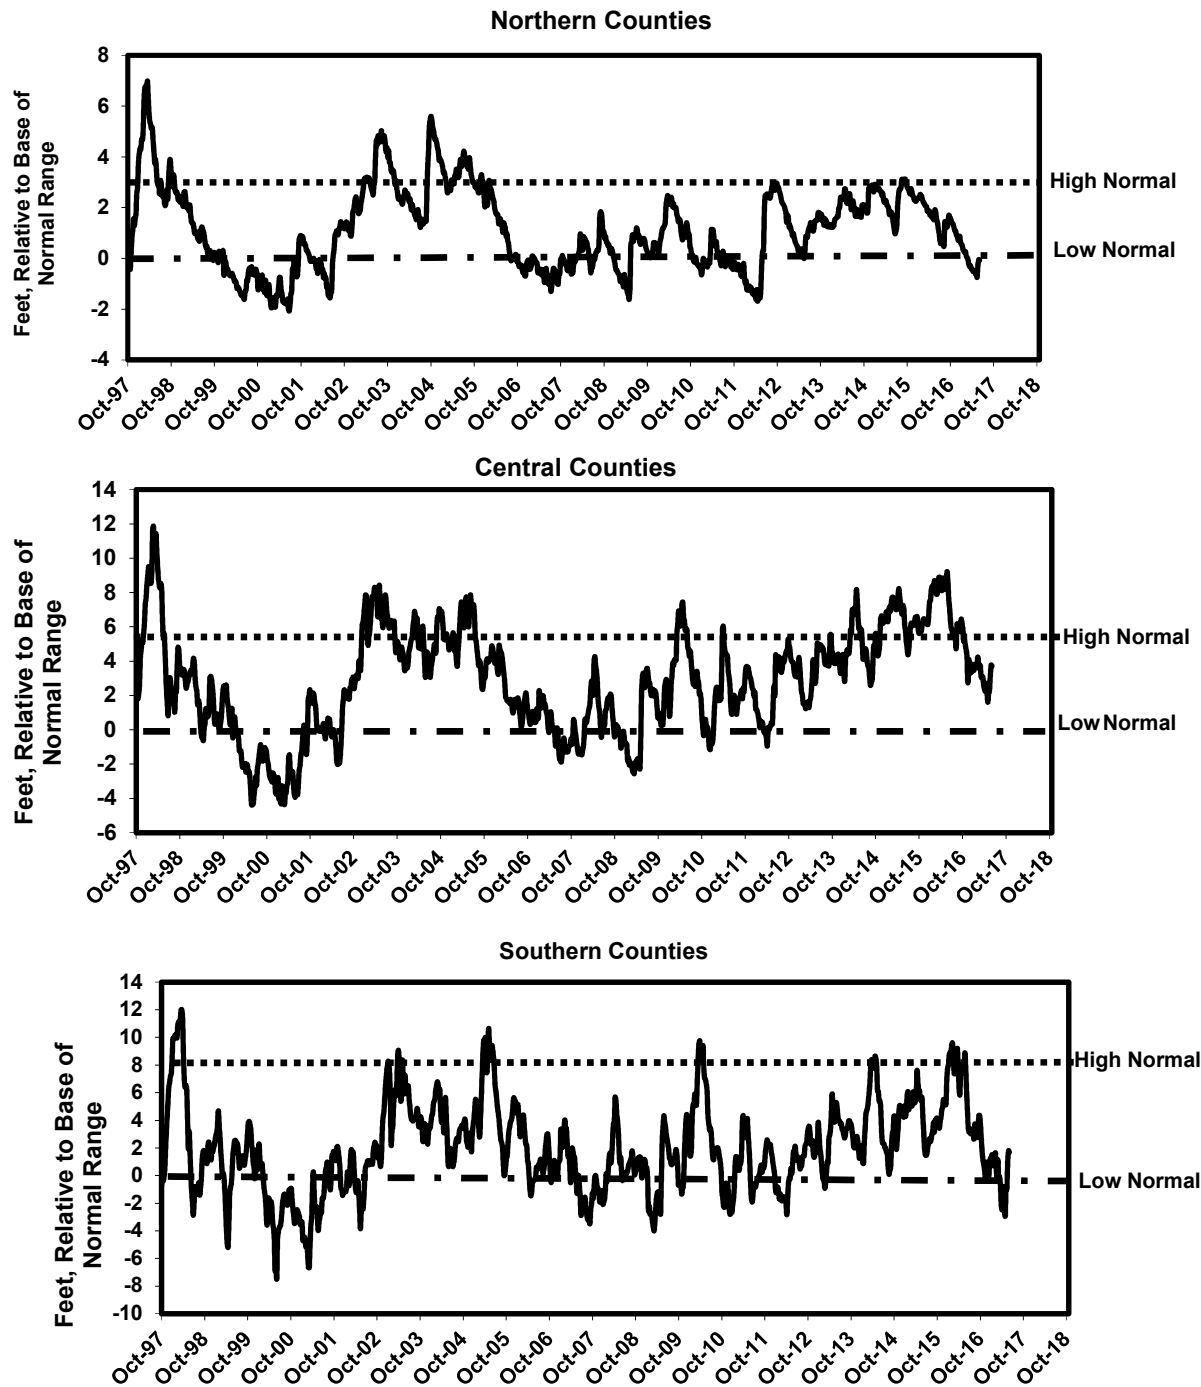 Northern Counties
Feet, Relative to Base of
Normal Range
8
6
4
2
0
-2
-4
High Normal
Low Normal
Oct-97
Oct-98
Oct-99
Oct-00
Oct-01
Oct-02
Oct-03
Oct-04
Oct-05
Oct-06
Oct-07
Oct-08
Oct-09
Oct-10
Oct-11
Oct-12
Oct-13
Oct-14
Oct-15
Oct-16
Oct-17
Oct-18
Central Counties
Feet, Relative to Base of
Normal Range
14
12
10
8
6
4
2
0
-2
-4
-6
High Normal
Low Normal
Oct-97
Oct-98
Oct-99
Oct-00
Oct-01
Oct-02
Oct-03
Oct-04
Oct-05
Oct-06
Oct-07
Oct-08
Oct-09
Oct-10
Oct-11
Oct-12
Oct-13
Oct-14
Oct-15
Oct-16
Oct-17
Oct-18
Southern Counties
Feet, Relative to Base of
Normal Range
14
12
10
8
6
4
2
0
-2
-4
-6
-8
-10
High Normal
Low Normal
Oct-97
Oct-98
Oct-99
Oct-00
Oct-01
Oct-02
Oct-03
Oct-04
Oct-05
Oct-06
Oct-07
Oct-08
Oct-09
Oct-10
Oct-11
Oct-12
Oct-13
Oct-14
Oct-15
Oct-16
Oct-17
Oct-18